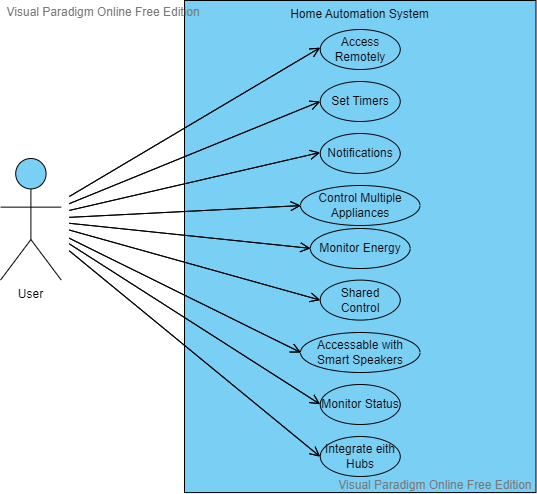 Visual Paradigm Online Free Edition
Home Automation System
Access
Remotely
Set Timers
Notifications
Control Multiple
Appliances
Monitor Energy
User
Shared
Control
Accessable with
Smart Speakers
Monitor Status
Integrate eith
Hubs
Visual Paradigm Online Free Edition